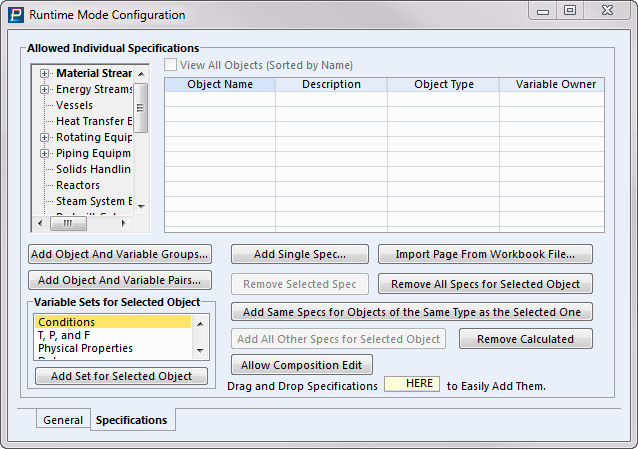 Runtime Mode Configuration
Allowed Individual Specifications
Material Stream
Energy Streams
Vessels
Heat Transfer E
Rotating Equip
Piping Equipm
Solids Handlin
Reactors
Steam System E
View All Objects (Sorted by Name)
Object Name Description Object Type Variable Owner
Add Object And Variable Groups...
Add Object And Variable Pairs...
Variable Sets for Selected Object
Conditions
T, P, and F
Physical Properties
Add Set for Selected Object
Add Single Spec... Import Page From Workbook File...
Remove Selected Spec Remove All Specs for Selected Object
Add Same Specs for Objects of the Same Type as the Selected One
Add All Other Specs for Selected Object Remove Calculated
Allow Composition Edit
Drag and Drop Specifications HERE to Easily Add Them.
General Specifications